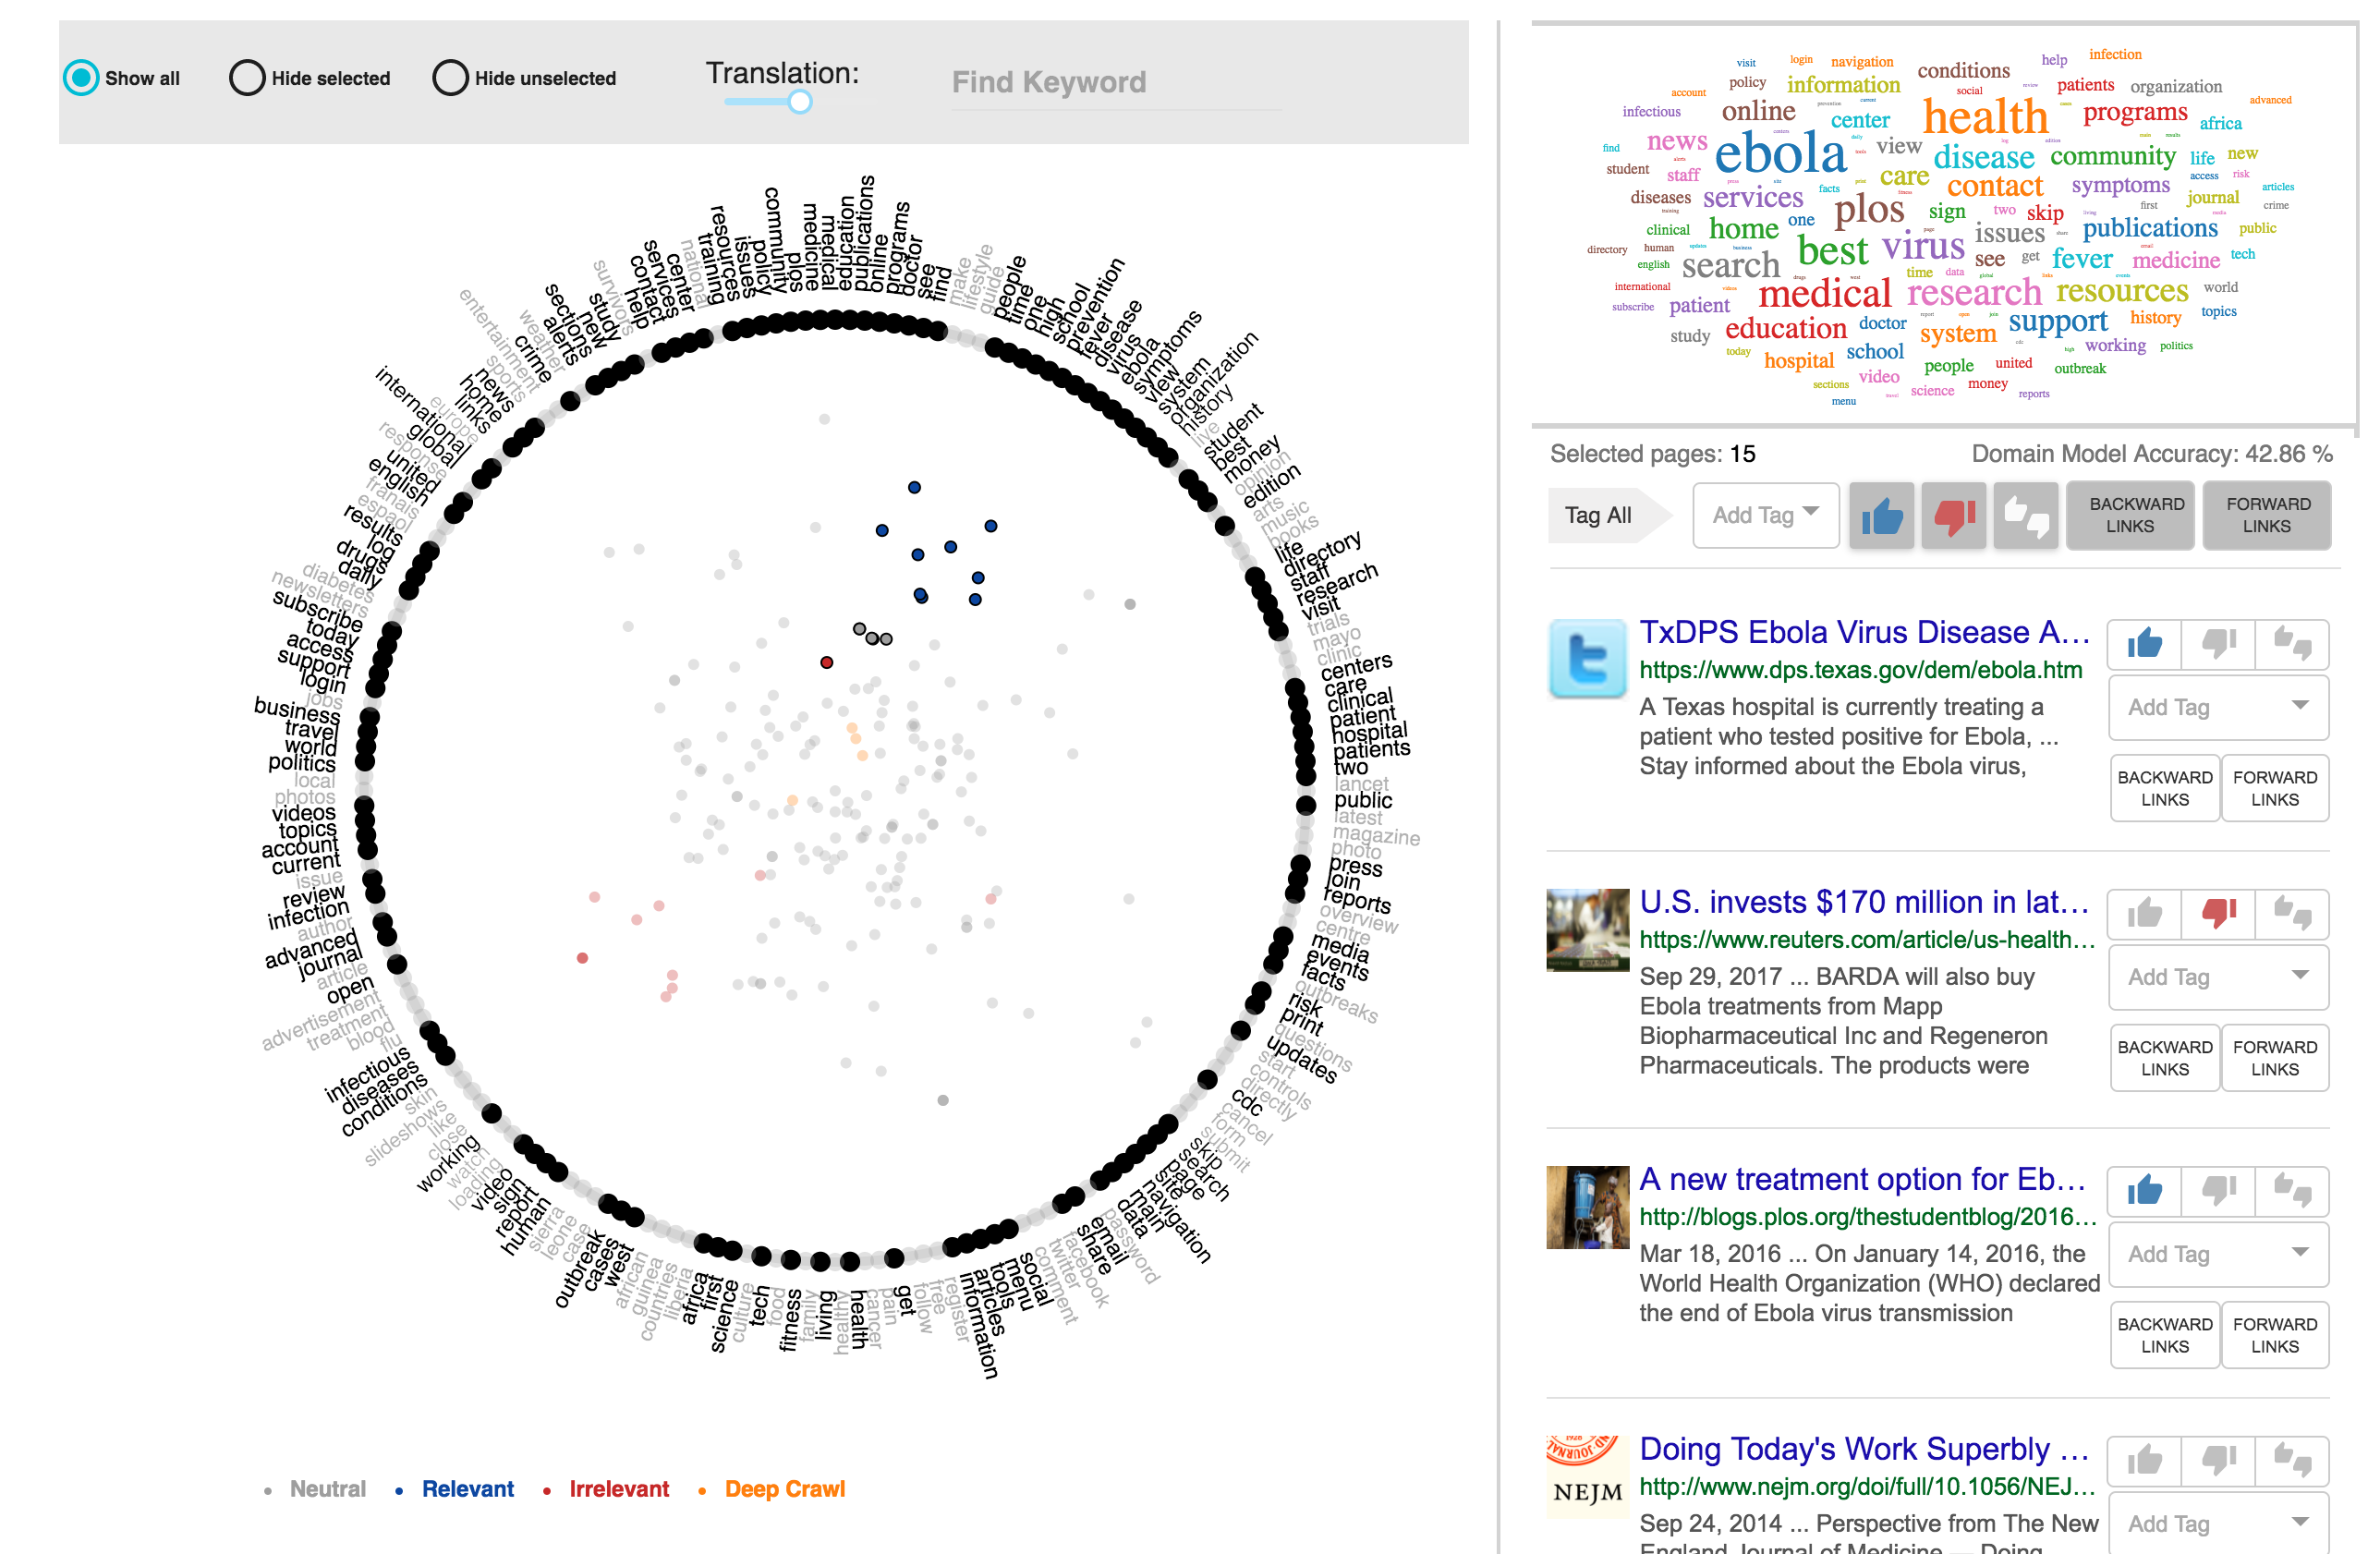 Show all
Hide selected
Hide unselected
Translation:
Find Keyword
national
training
resources
issues
policy
community
plos
medicine
medical
education
publications
online
programs
doctor
see
find
make
lifestyle
guide
people
time
one
high
school
prevention
fever
disease
virus
ebola
symptoms
view
system
organization
history
live
student
best
money
opinion
edition
arts
music
books
life
directory
staff
research
visit
trials
mayo
clinic
centers
care
clinical
patient
hospital
patients
two
lancet
public
latest
magazine
photo
press
join
reports
overview
centre
media
events
facts
outbreaks
risk
print
questions
updates
start
controls
directly
cdc
cancel
form
submit
skip
search
page
site
navigation
main
data
password
email
share
facebook
twitter
comment
social
menu
tools
articles
information
register
free
follow
get
pain
cancer
health
healthy
living
family
fitness
food
tech
culture
science
first
africa
liberia
countries
guinea
african
west
cases
outbreak
case
leone
sierra
human
report
sign
video
loading
watch
working
close
like
slideshows
skin
conditions
diseases
infectious
flu
blood
treatment
advertisement
open
article
journal
advanced
author
infection
review
issue
current
account
topics
videos
photos
local
politics
world
travel
business
jobs
login
support
access
today
subscribe
newsletters
diabetes
daily
drugs
log
results
espaol
franais
english
united
response
global
international
europe
links
home
news
sports
entertainment
crime
weather
alerts
sections
new
study
survivors
help
contact
services
center
Neutral
Relevant
Irrelevant
Deep Crawl
visit login navigation help infection
policy information conditions patients organization
account social advanced
infectious online center health programs africa
find news ebola view disease community life new
student staff care contact symptoms access risk articles
diseases services facts plos sign two skip first journal crime
clinical home one virus issues publications public
directory human best see get fever medicine tech
english search time data
international medical research resources world
subscribe patient support history topics
study education doctor system working politics
today hospital school people united outbreak
sections video science money reports
menu
Selected pages: 15
Domain Model Accuracy: 42.86 %
Tag All
Add Tag
BACKWARD LINKS
FORWARD LINKS
TxDPS Ebola Virus Disease A...
https://www.dps.texas.gov/dem/ebola.htm
A Texas hospital is currently treating a
patient who tested positive for Ebola, ...
Stay informed about the Ebola virus,
Add Tag
BACKWARD LINKS
FORWARD LINKS
U.S. invests $170 million in lat...
https://www.reuters.com/article/us-health...
Sep 29, 2017 ... BARDA will also buy
Ebola treatments from Mapp
Biopharmaceutical Inc and Regeneron
Pharmaceuticals. The products were
Add Tag
BACKWARD LINKS
FORWARD LINKS
A new treatment option for Eb...
http://blogs.plos.org/thestudentblog/2016...
Mar 18, 2016 ... On January 14, 2016, the
World Health Organization (WHO) declared
the end of Ebola virus transmission
Add Tag
BACKWARD LINKS
FORWARD LINKS
NEJM
Doing Today's Work Superbly ...
http://www.nejm.org/doi/full/10.1056/NEJ...
Sep 24, 2014 ... Perspective from The New
England Journal of Medicine — Doing
Add Tag